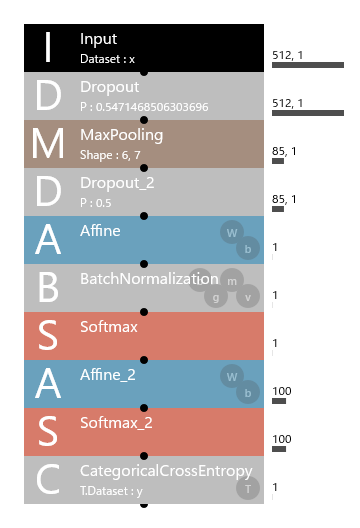 I Input
Dataset : x
512, 1
D Dropout
P : 0.5471468506303696
512, 1
M MaxPooling
Shape : 6, 7
85, 1
D Dropout_2
P : 0.5
85, 1
A Affine
W
b
1
B BatchNormalization
m
g v
1
S Softmax
1
A Affine_2
W
b
100
S Softmax_2
100
C CategoricalCrossEntropy
T.Dataset : y
T
1